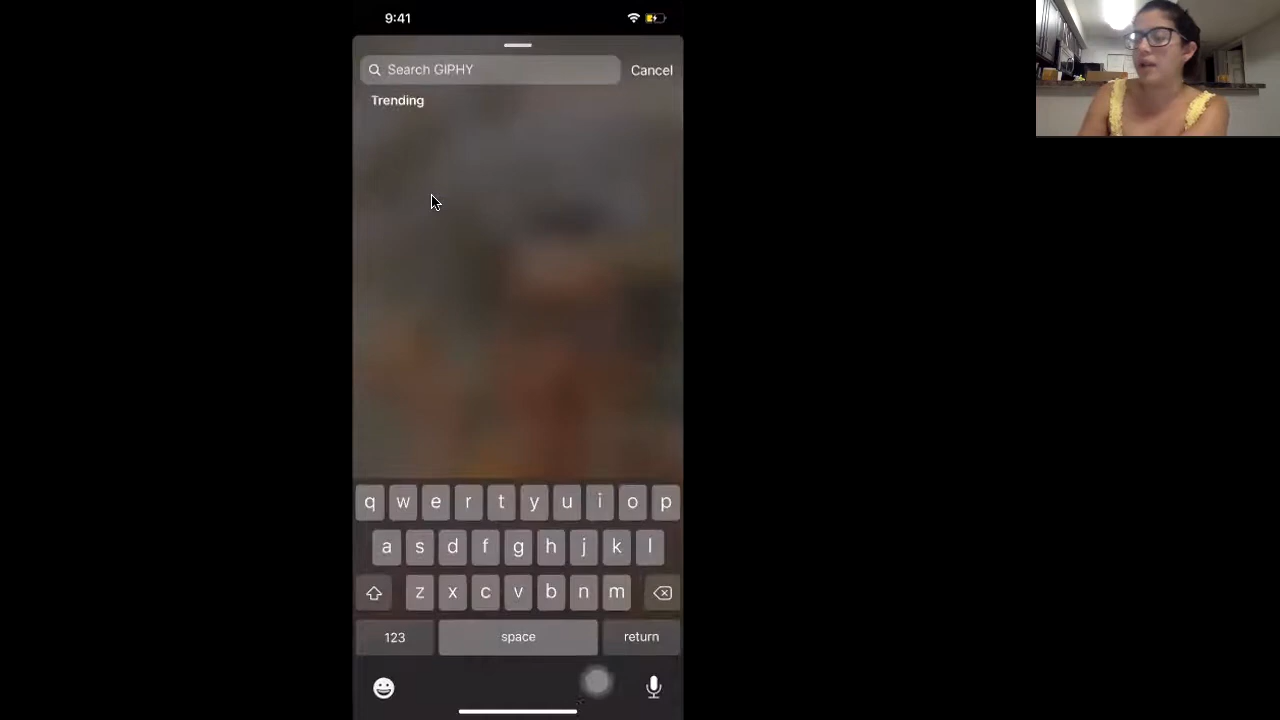 9:41
Search GIPHY
Cancel
Trending
q w e r t y u i o p
a s d f g h j k l
z x c v b n m
123 space return